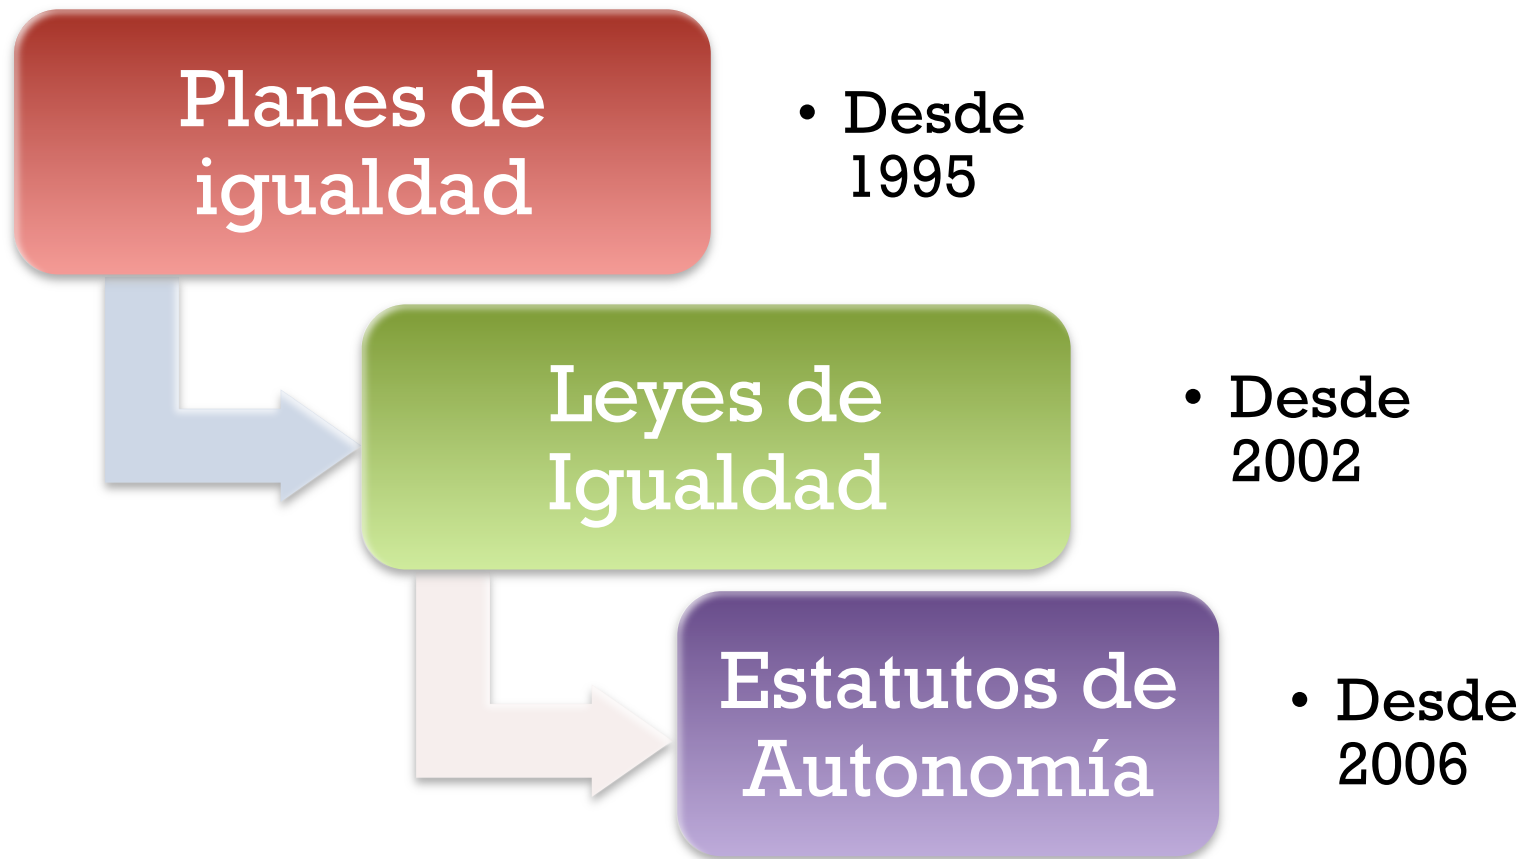 Planes de
igualdad
• Desde
1995
Leyes de
Igualdad
• Desde
2002
Estatutos de
Autonomía
• Desde
2006